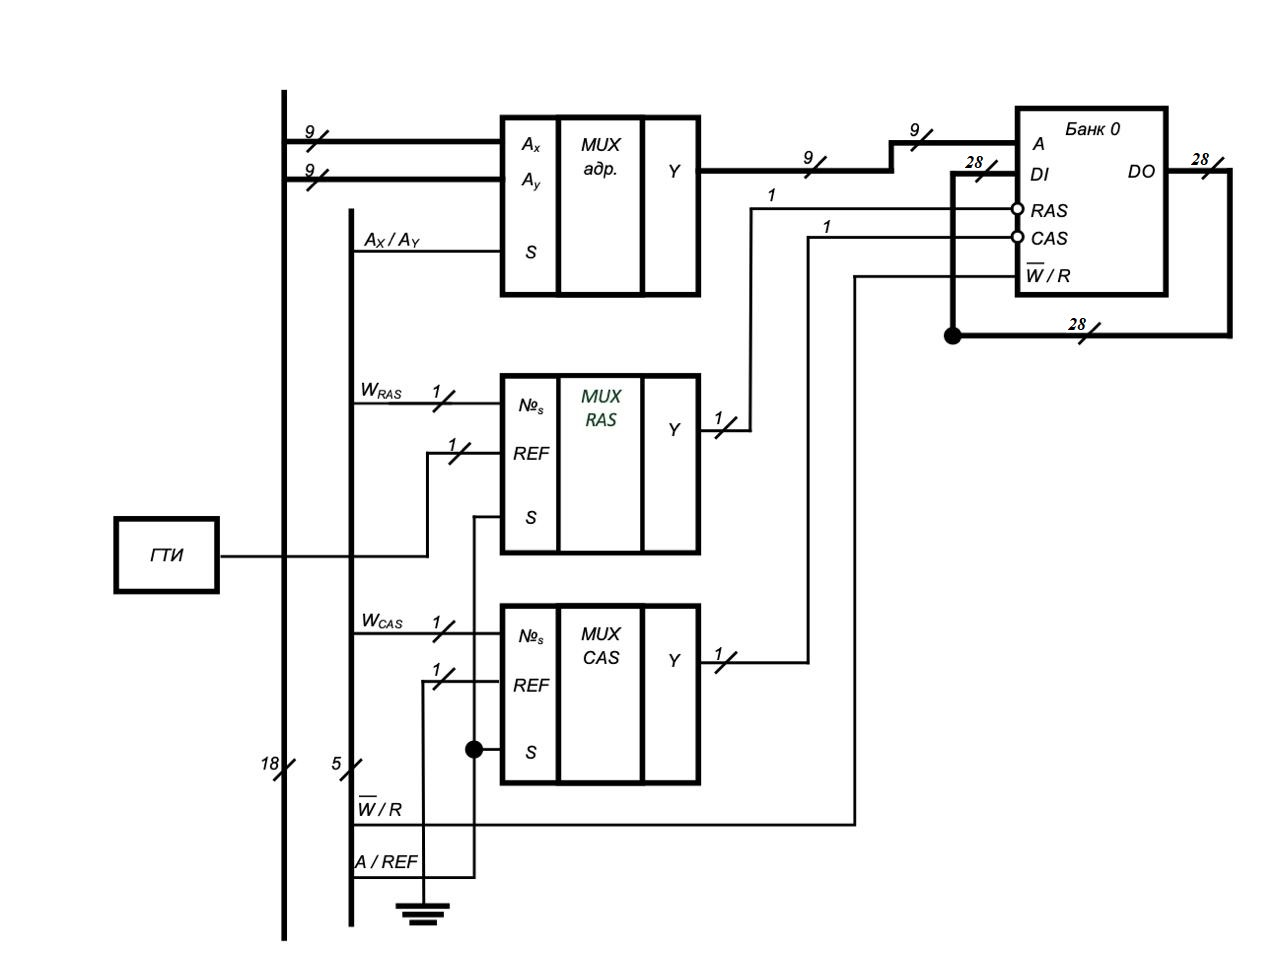 Банк 0
9
9
Ax
MUX
адр.
Y
9
9
A
28
DI
DO
28
9
Ay
1
RAS
1
CAS
AX / AY
S
W̅ / R
28
WRAS
1
№s
MUX
RAS
Y
1
1
REF
S
ГТИ
WCAS
1
№s
MUX
CAS
Y
1
1
REF
S
18
5
W̅ / R
A / REF